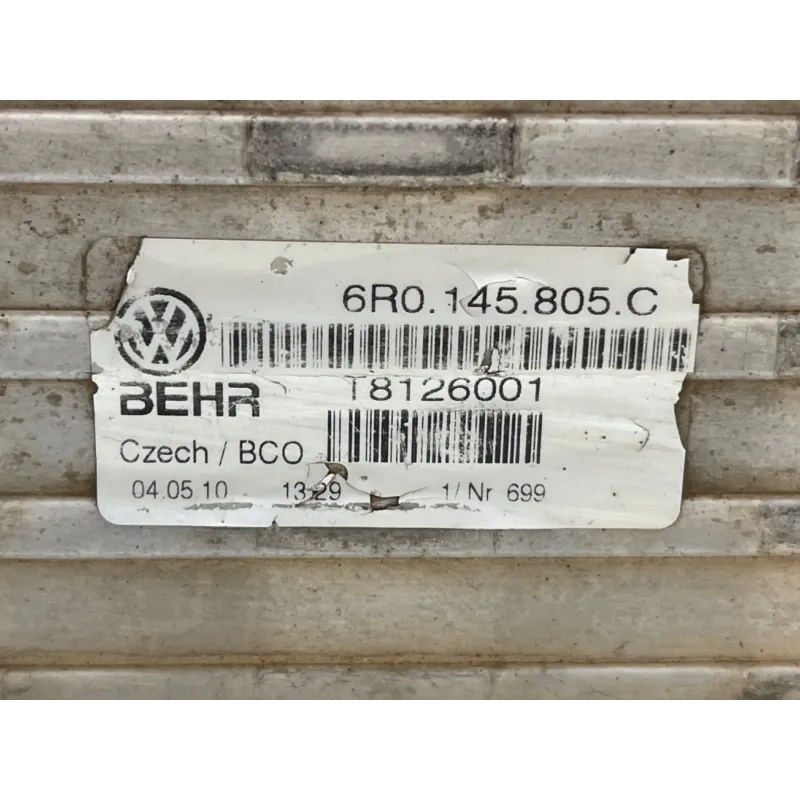 6R0.145.805.C
BEHR
T8126001
Czech / BCO
04.05.10 13:29 1/ Nr 699